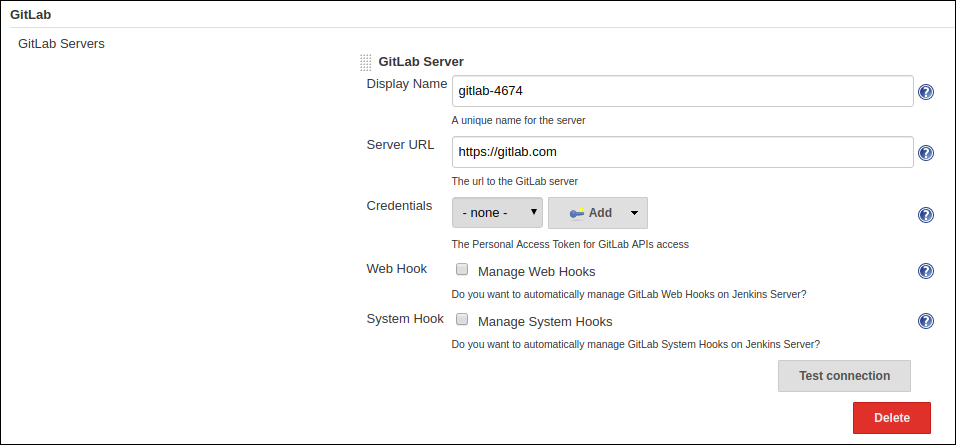 GitLab
GitLab Servers
GitLab Server
Display Name gitlab-4674
A unique name for the server
Server URL https://gitlab.com
The url to the GitLab server
Credentials - none - Add
The Personal Access Token for GitLab APIs access
Web Hook Manage Web Hooks
Do you want to automatically manage GitLab Web Hooks on Jenkins Server?
System Hook Manage System Hooks
Do you want to automatically manage GitLab System Hooks on Jenkins Server?
Test connection
Delete